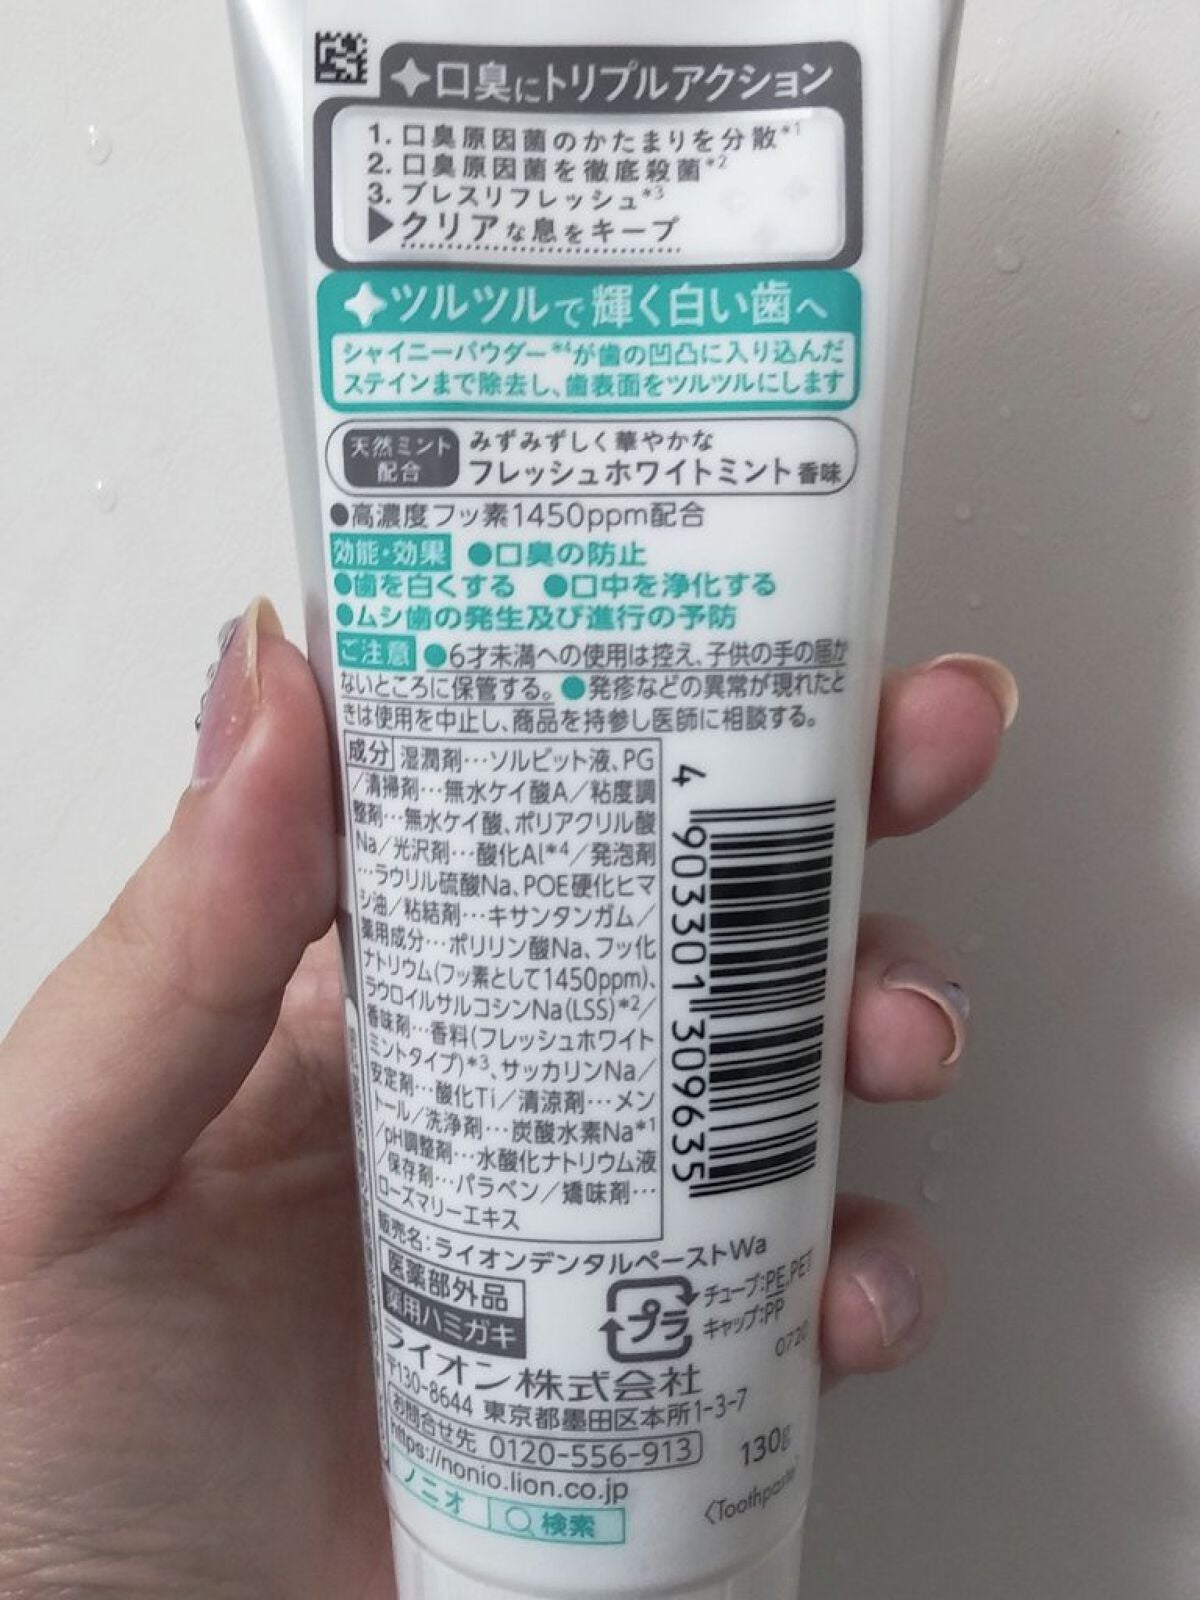 口臭にトリプルアクション
1. 口臭原因菌のかたまりを分散*1
2. 口臭原因菌を徹底殺菌*2
3. ブレスリフレッシュ*3
▶クリアな息をキープ
ツルツルで輝く白い歯へ
シャイニーパウダー*4が歯の凹凸に入り込んだ
ステインまで除去し、歯表面をツルツルにします
天然ミント
配合
みずみずしく華やかな
フレッシュホワイトミント香味
●高濃度フッ素1450ppm配合
効能・効果 ●口臭の防止
●歯を白くする ●口中を浄化する
●ムシ歯の発生及び進行の予防
ご注意 ●6才未満への使用は控え、子供の手の届か
ないところに保管する。●発疹などの異常が現れたと
きは使用を中止し、商品を持参し医師に相談する。
成分 湿潤剤…ソルビット液、PG
/清掃剤…無水ケイ酸A/粘度調
整剤…無水ケイ酸、ポリアクリル酸
Na/光沢剤…酸化Al*4/発泡剤
…ラウリル硫酸Na、POE硬化ヒマ
シ油/粘結剤…キサンタンガム/
薬用成分…ポリリン酸Na、フッ化
ナトリウム(フッ素として1450ppm)、
ラウロイルサルコシンNa(LSS)*2/
香味剤…香料(フレッシュホワイト
ミントタイプ)*3、サッカリンNa/
安定剤…酸化Ti/清涼剤…メン
トール/洗浄剤…炭酸水素Na*1
/pH調整剤…水酸化ナトリウム液
/保存剤…パラベン/矯味剤…
ローズマリーエキス
4 903301 309635
販売名:ライオンデンタルペーストWa
医薬部外品
薬用ハミガキ
プラ
チューブ:PE,PET
キャップ:PP
0720
ライオン株式会社
〒130-8644 東京都墨田区本所1-3-7
お問合せ先 0120-556-913
130g
https://nonio.lion.co.jp
ノニオ 検索